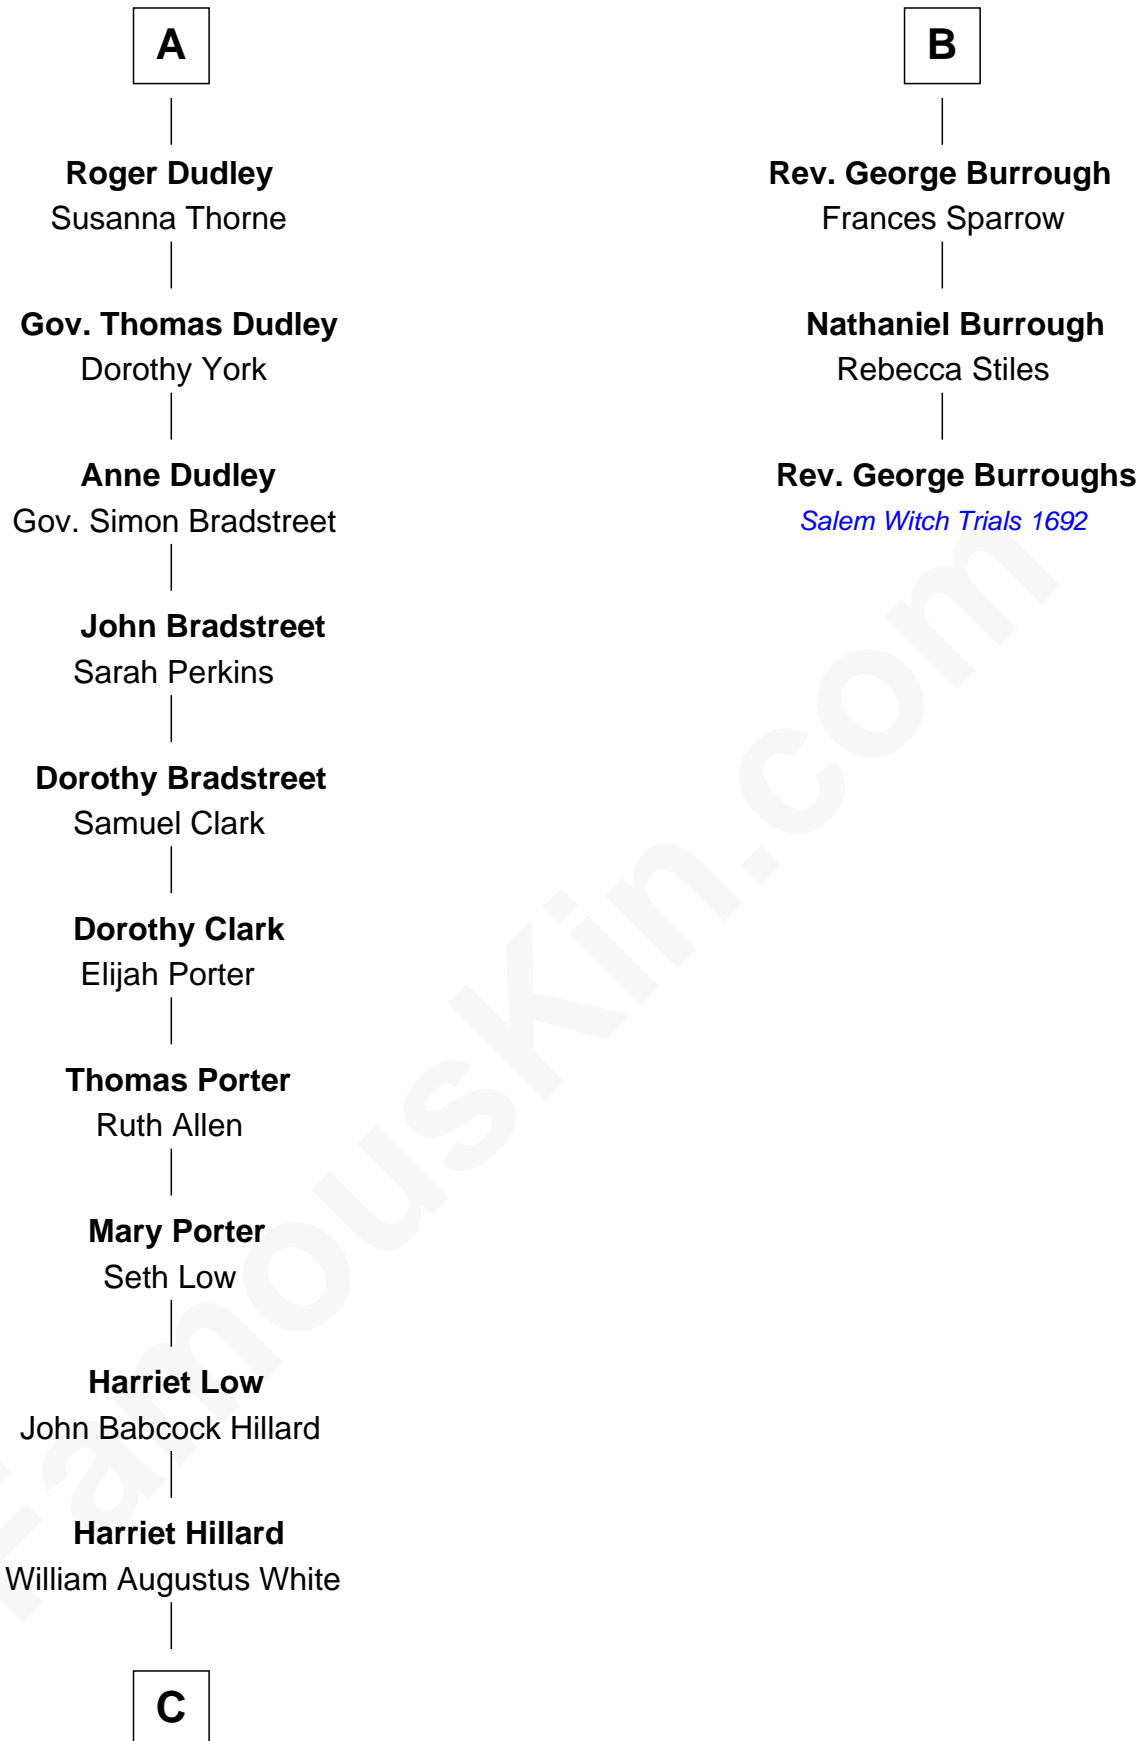 A
Roger Dudley
Susanna Thorne
Gov. Thomas Dudley
Dorothy York
Anne Dudley
Gov. Simon Bradstreet
John Bradstreet
Sarah Perkins
Dorothy Bradstreet
Samuel Clark
Dorothy Clark
Elijah Porter
Thomas Porter
Ruth Allen
Mary Porter
Seth Low
Harriet Low
John Babcock Hillard
Harriet Hillard
William Augustus White
C
B
Rev. George Burrough
Frances Sparrow
Nathaniel Burrough
Rebecca Stiles
Rev. George Burroughs
Salem Witch Trials 1692
FamousKin.com